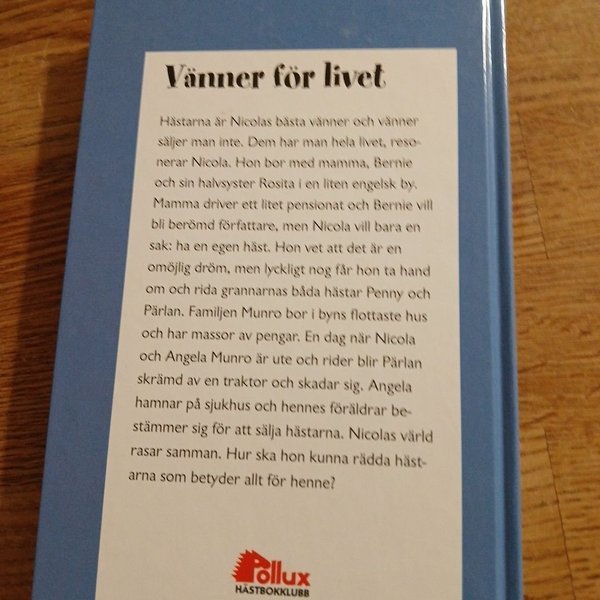 Vänner för livet
Hästarna är Nicolas bästa vänner och vänner
säljer man inte. Dem har man hela livet, reso-
nerar Nicola. Hon bor med mamma, Bernie
och sin halvsyster Rosita i en liten engelsk by.
Mamma driver ett litet pensionat och Bernie vill
bli berömd författare, men Nicola vill bara en
sak: ha en egen häst. Hon vet att det är en
omöjlig dröm, men lyckligt nog får hon ta hand
om och rida grannarnas båda hästar Penny och
Pärlan. Familjen Munro bor i byns flottaste hus
och har massor av pengar. En dag när Nicola
och Angela Munro är ute och rider blir Pärlan
skrämd av en traktor och skadar sig. Angela
hamnar på sjukhus och hennes föräldrar be-
stämmer sig för att sälja hästarna. Nicolas värld
rasar samman. Hur ska hon kunna rädda häst-
arna som betyder allt för henne?
Pollux
HÄSTBOKKLUBB